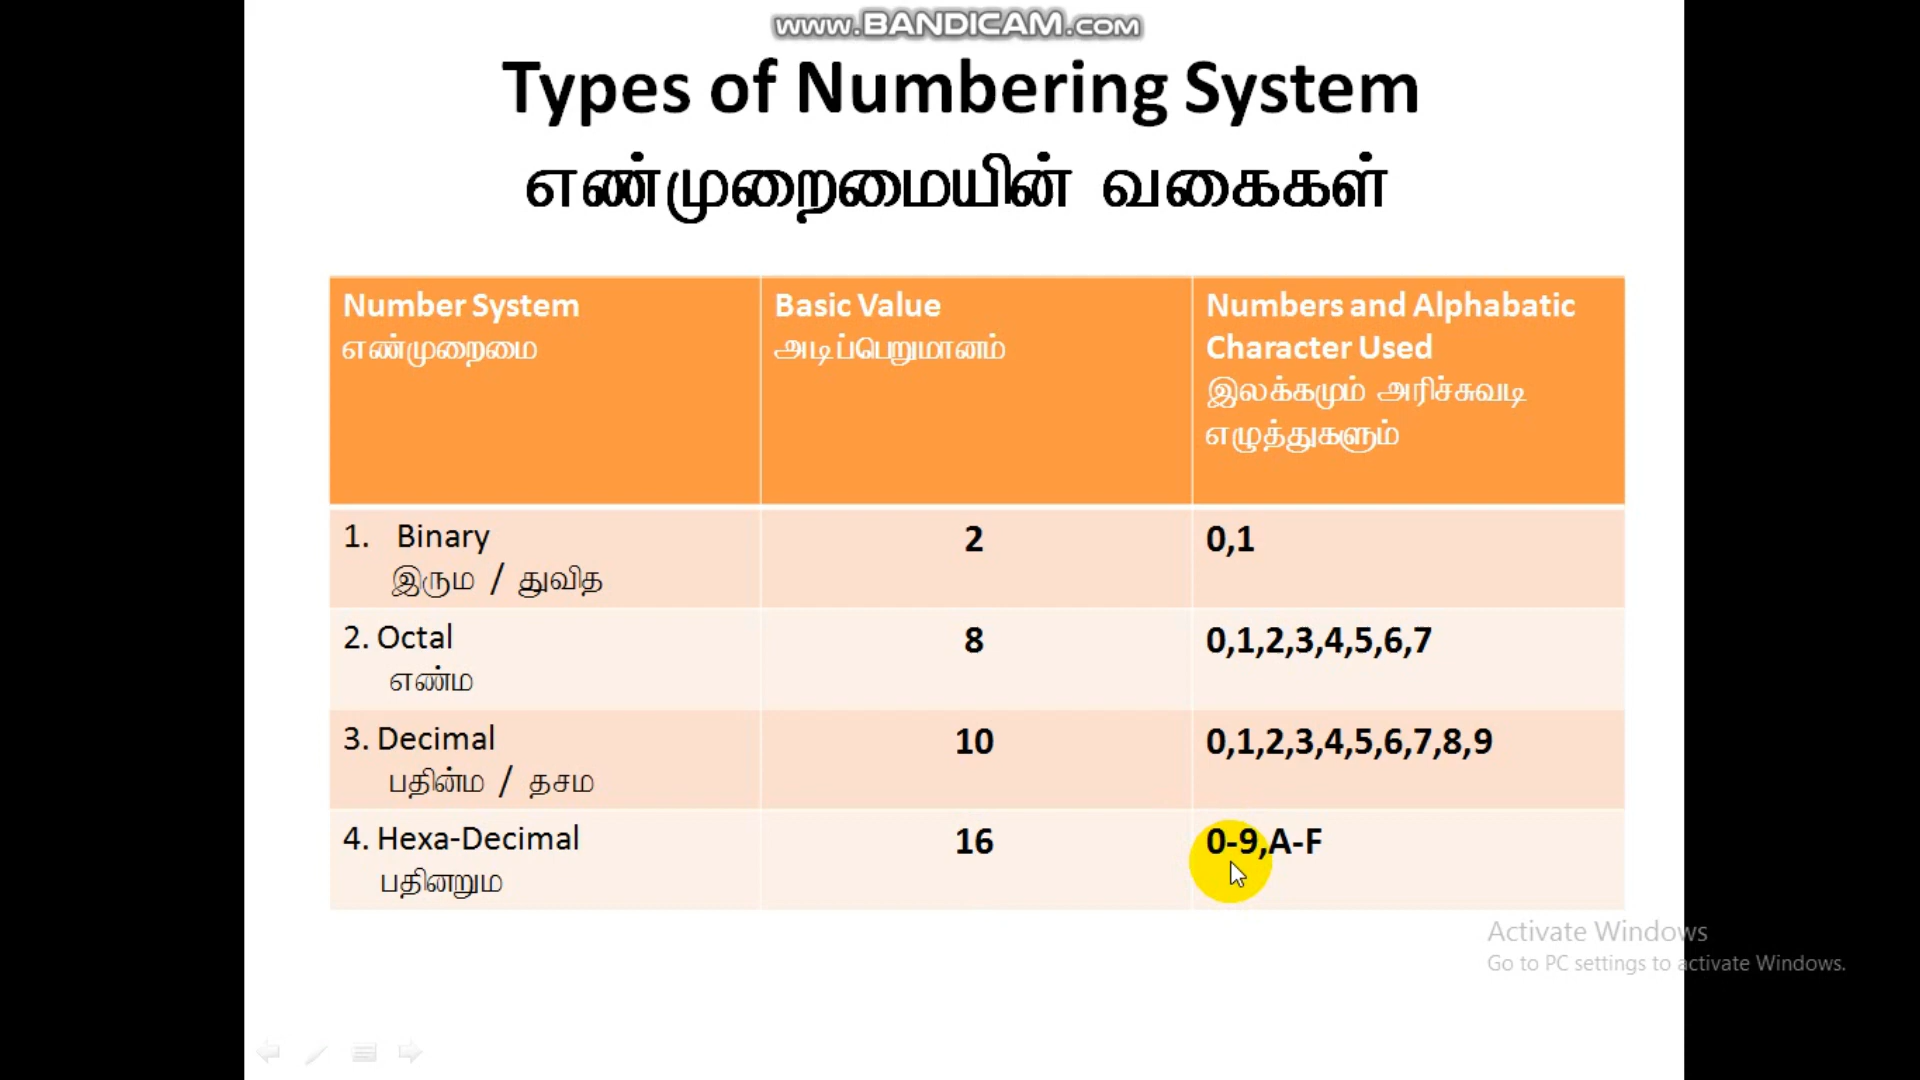 www.BANDICAM.com
Types of Numbering System
எண்முறைமையின் வகைகள்
Number System
எண்முறைமை
Basic Value
அடிப்பெறுமானம்
Numbers and Alphabatic
Character Used
இலக்கமும் அரிச்சுவடி
எழுத்துகளும்
1. Binary
இரும / துவித
2
0,1
2. Octal
எண்ம
8
0,1,2,3,4,5,6,7
3. Decimal
பதின்ம / தசம
10
0,1,2,3,4,5,6,7,8,9
4. Hexa-Decimal
பதினறும
16
0-9,A-F
Activate Windows
Go to PC settings to activate Windows.